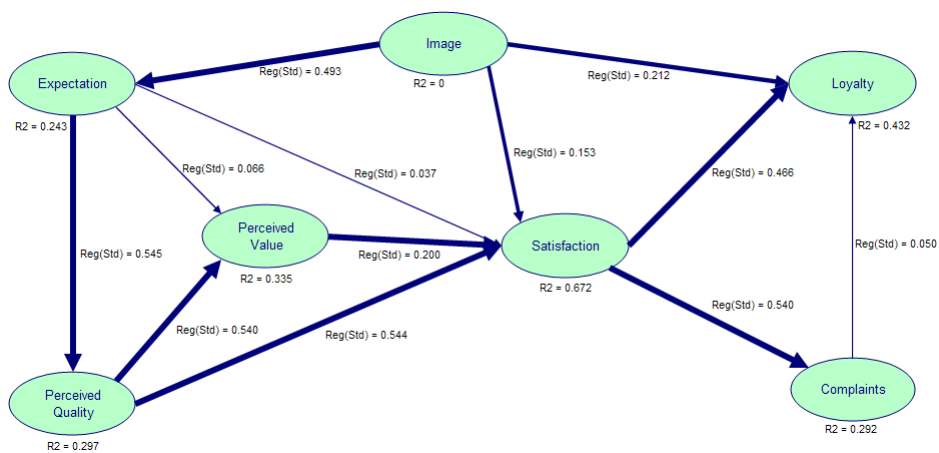 Image
Reg(Std) = 0.493
Reg(Std) = 0.212
Expectation
R2 = 0
Loyalty
R2 = 0.243
R2 = 0.432
Reg(Std) = 0.153
Reg(Std) = 0.066
Reg(Std) = 0.037
Reg(Std) = 0.466
Perceived
Value
Satisfaction
Reg(Std) = 0.050
Reg(Std) = 0.545
Reg(Std) = 0.200
R2 = 0.335
R2 = 0.672
Reg(Std) = 0.540
Reg(Std) = 0.540
Reg(Std) = 0.544
Perceived
Quality
Complaints
R2 = 0.297
R2 = 0.292